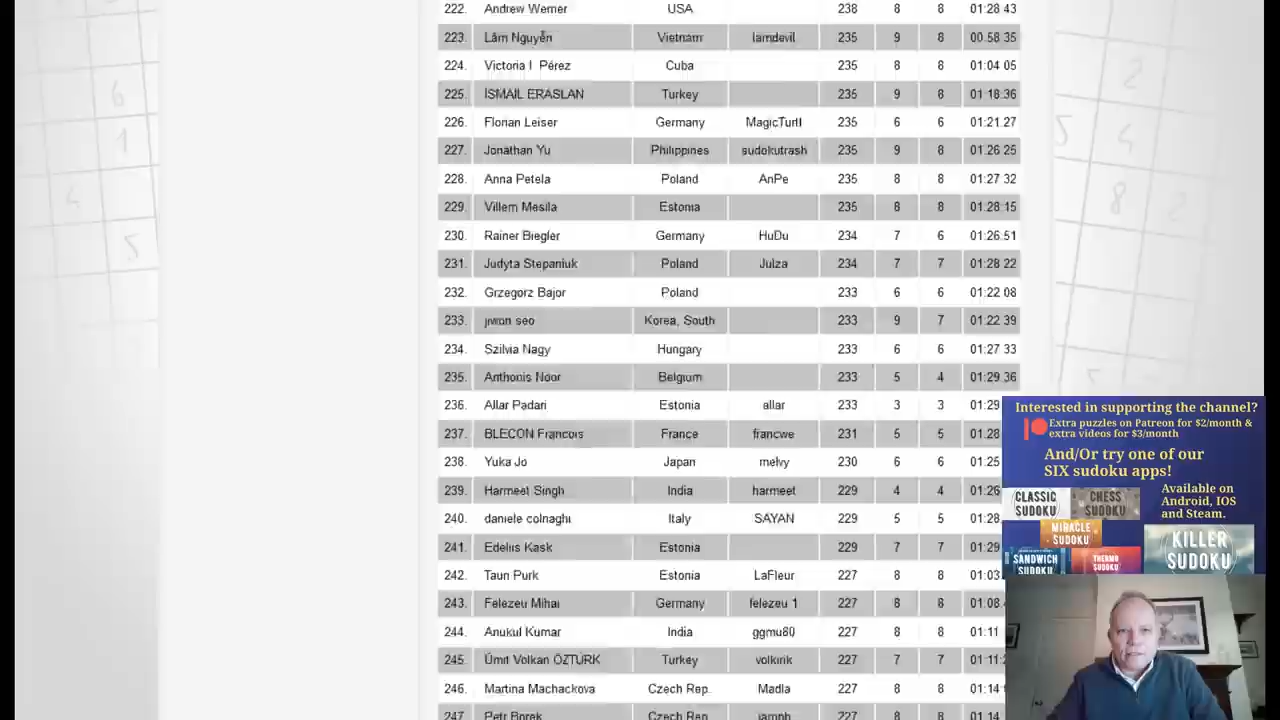 222. Andrew Werner USA 238 8 8 01:28 43
223. Lâm Nguyễn Vietnam lamdevil 235 9 8 00.58.35
224. Victoria I Pérez Cuba 235 8 8 01:04 05
225. İSMAİL ERASLAN Turkey 235 9 8 01:18:36
226. Florian Leiser Germany MagicTurtl 235 6 6 01:21.27
227. Jonathan Yu Philippines sudokutrash 235 9 8 01:26 25
228. Anna Petela Poland AnPe 235 8 8 01:27 32
229. Villem Mesila Estonia 235 8 8 01:28:15
230. Rainer Biegler Germany HuDu 234 7 6 01:26.51
231. Judyta Stepaniuk Poland Julza 234 7 7 01:28 22
232. Grzegorz Bajor Poland 233 6 6 01:22 08
233. jiwon seo Korea, South 233 9 7 01:22 39
234. Szilvia Nagy Hungary 233 6 6 01:27 33
235. Anthonis Noor Belgium 233 5 4 01:29.36
236. Allar Padari Estonia allar 233 3 3 01:29
237. BLECON Francois France francwe 231 5 5 01:28
238. Yuka Jo Japan melvy 230 6 6 01:25
239. Harmeet Singh India harmeet 229 4 4 01:26
240. daniele colnaghi Italy SAYAN 229 5 5 01:28
241. Edeliis Kask Estonia 229 7 7 01:29
242. Taun Purk Estonia LaFleur 227 8 8 01:03
243. Felezeu Mihai Germany felezeu 1 227 8 8 01:08
244. Anukul Kumar India ggmu80 227 8 8 01:11
245. Ümit Volkan ÖZTÜRK Turkey volkirik 227 7 7 01:11
246. Martina Machackova Czech Rep. Madla 227 8 8 01:14
247. Petr Borek Czech Rep. 227 8 8 01:14
6
1
4
5
2
5 4
8 2
5
Interested in supporting the channel?
Extra puzzles on Patreon for $2/month &
extra videos for $3/month
And/Or try one of our
SIX sudoku apps!
Available on
Android, IOS
and Steam.
CLASSIC
SUDOKU
CHESS
SUDOKU
MIRACLE
SUDOKU
KILLER
SUDOKU
SANDWICH
SUDOKU
THERMO
SUDOKU